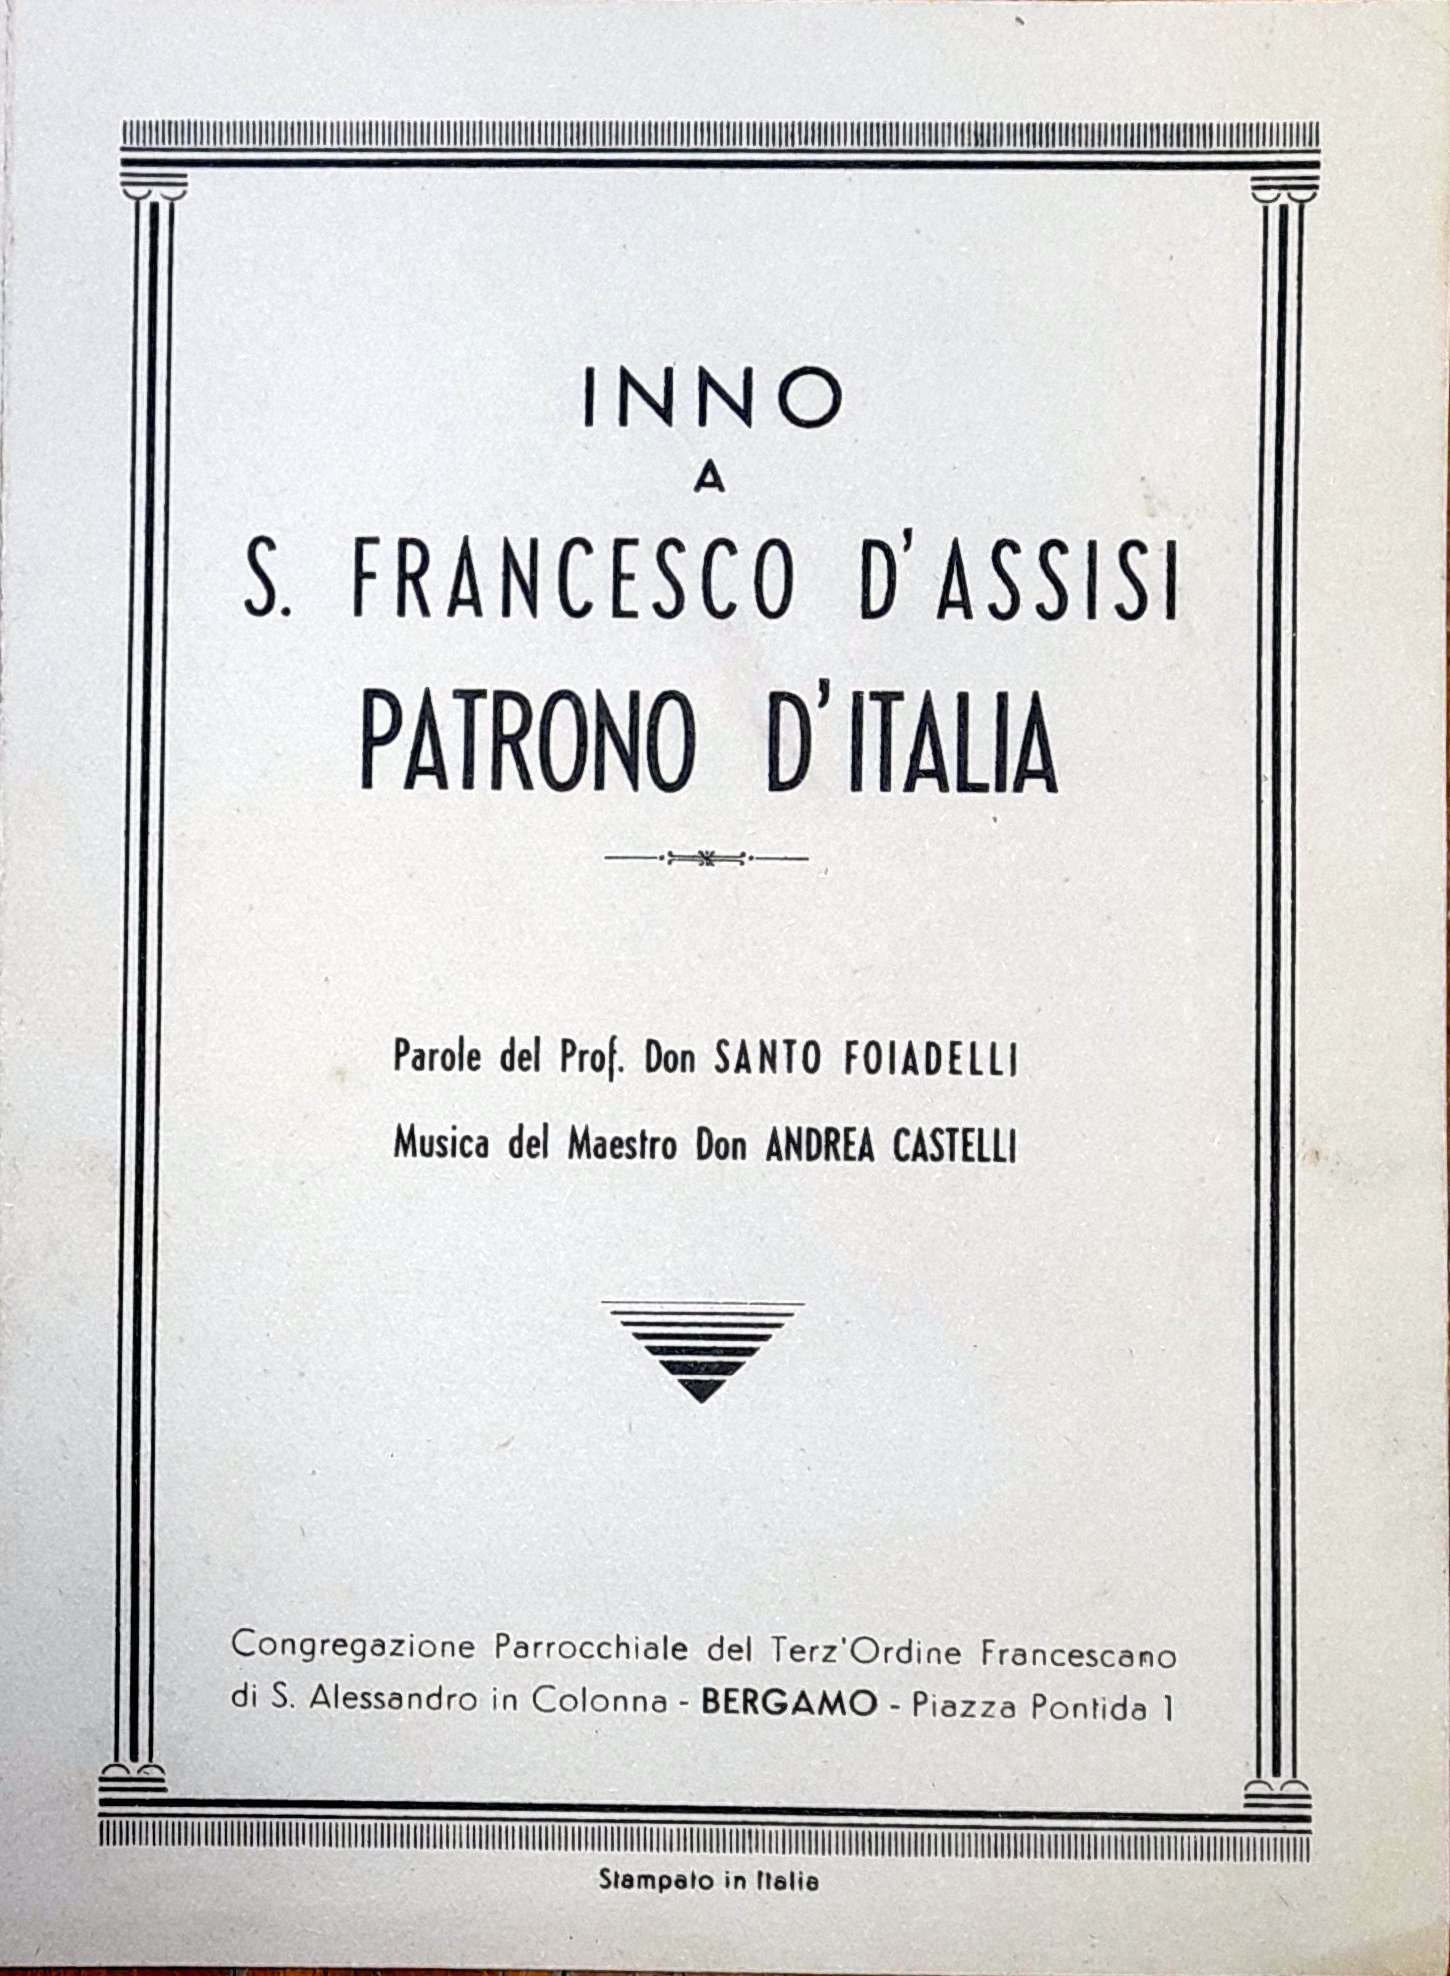 INNO
A
S. FRANCESCO D'ASSISI
PATRONO D'ITALIA
Parole del Prof. Don SANTO FOIADELLI
Musica del Maestro Don ANDREA CASTELLI
Congregazione Parrocchiale del Terz'Ordine Francescano
di S. Alessandro in Colonna - BERGAMO - Piazza Pontida 1
Stampato in Italia